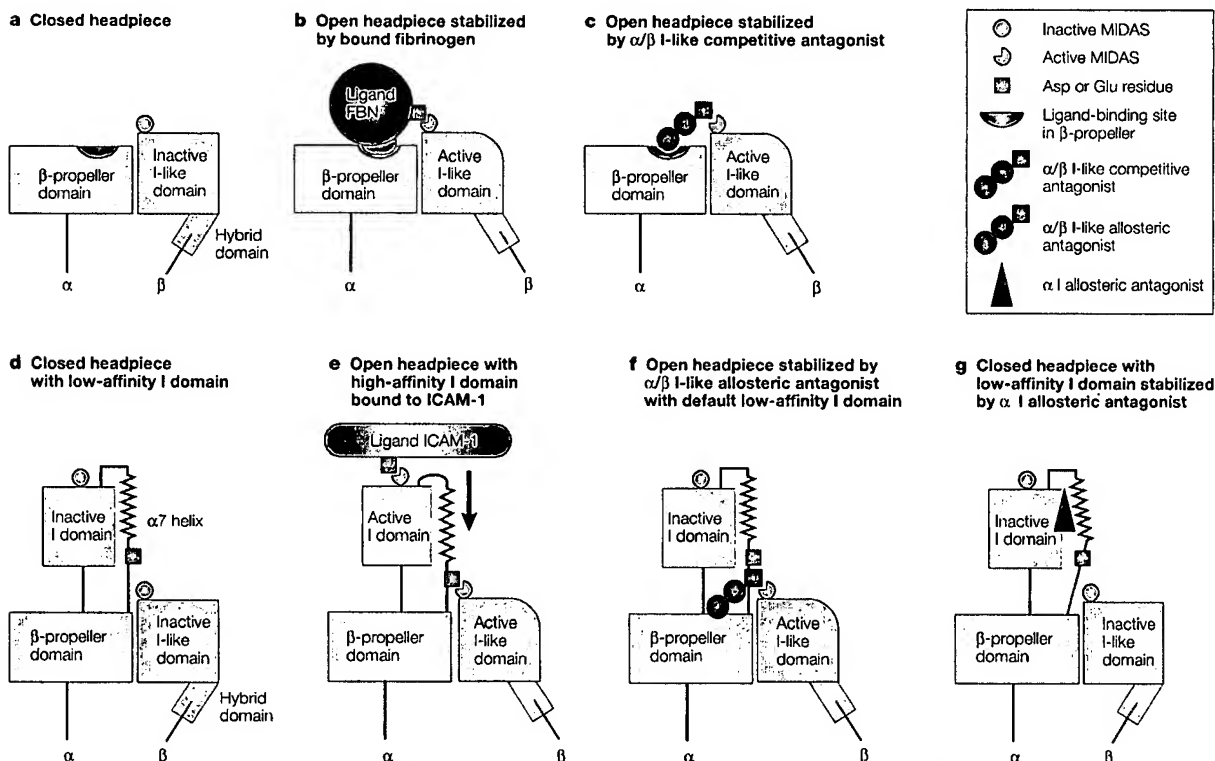 a Closed headpiece
β-propeller
domain
Inactive
I-like
domain
Hybrid
domain
α
β
b Open headpiece stabilized
by bound fibrinogen
Ligand
FBN
β-propeller
domain
Active
I-like
domain
α
β
c Open headpiece stabilized
by α/β I-like competitive antagonist
β-propeller
domain
Active
I-like
domain
α
β
Inactive MIDAS
Active MIDAS
Asp or Glu residue
Ligand-binding site
in β-propeller
α/β I-like competitive
antagonist
α/β I-like allosteric
antagonist
α I allosteric antagonist
d Closed headpiece
with low-affinity I domain
Inactive
I domain
α7 helix
β-propeller
domain
Inactive
I-like
domain
Hybrid
domain
α
β
e Open headpiece with
high-affinity I domain
bound to ICAM-1
Ligand ICAM-1
Active
I domain
β-propeller
domain
Active
I-like
domain
α
β
f Open headpiece stabilized by
α/β I-like allosteric antagonist
with default low-affinity I domain
Inactive
I domain
β-propeller
domain
Active
I-like
domain
α
β
g Closed headpiece with
low-affinity I domain stabilized
by α I allosteric antagonist
Inactive
I domain
β-propeller
domain
Inactive
I-like
domain
α
β